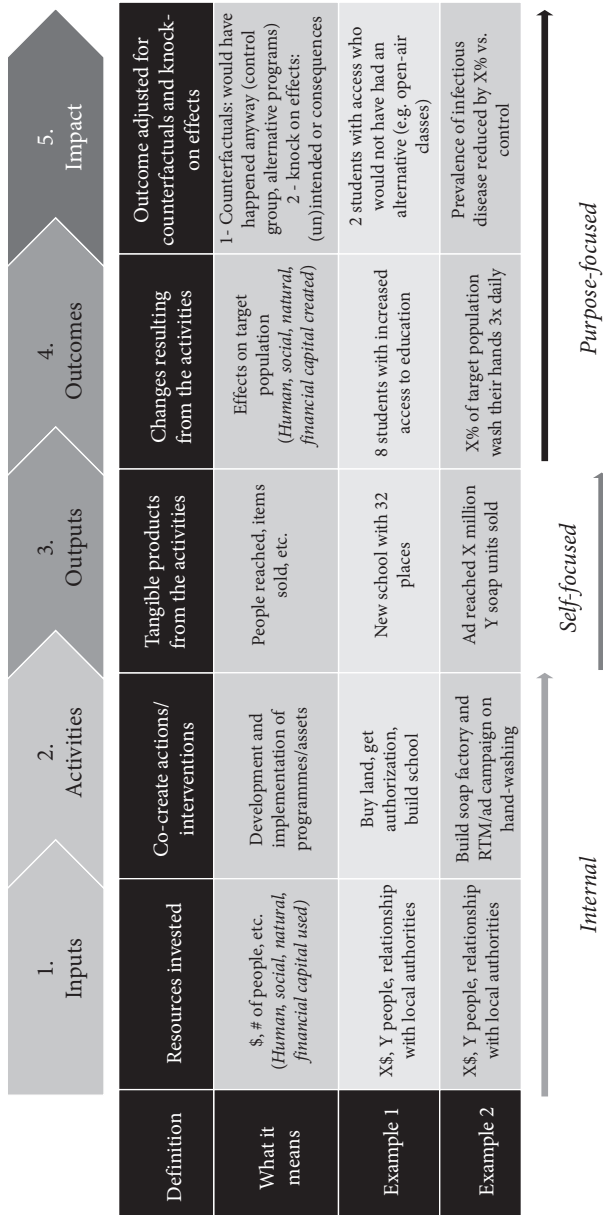 1.
Inputs
2.
Activities
3.
Outputs
4.
Outcomes
5.
Impact
Definition
Resources invested
Co-create actions/
interventions
Tangible products
from the activities
Changes resulting
from the activities
Outcome adjusted for
counterfactuals and knock-
on effects
What it
means
$, # of people, etc.
(Human, social, natural,
financial capital used)
Development and
implementation of
programmes/assets
People reached, items
sold, etc.
Effects on target
population
(Human, social, natural,
financial capital created)
1- Counterfactuals: would have
happened anyway (control
group, alternative programs)
2 - knock on effects:
(un)intended or consequences
Example 1
X$, Y people, relationship
with local authorities
Buy land, get
authorization,
build school
New school with 32
places
8 students with increased
access to education
2 students with access who
would not have had an
alternative (e.g. open-air
classes)
Example 2
X$, Y people, relationship
with local authorities
Build soap factory and
RTM/ad campaign on
hand-washing
Ad reached X million
Y soap units sold
X% of target population
wash their hands 3x daily
Prevalence of infectious
disease reduced by X% vs.
control
Internal
Self-focused
Purpose-focused